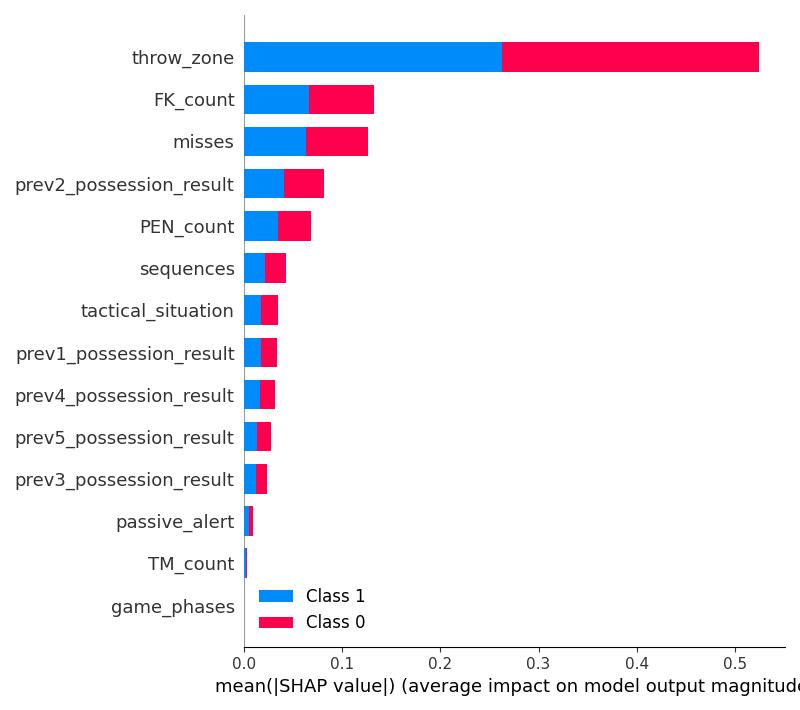 throw_zone
FK_count
misses
prev2_possession_result
PEN_count
sequences
tactical_situation
prev1_possession_result
prev4_possession_result
prev5_possession_result
prev3_possession_result
passive_alert
TM_count
game_phases
Class 1
Class 0
0.0 0.1 0.2 0.3 0.4 0.5
mean(|SHAP value|) (average impact on model output magnitude